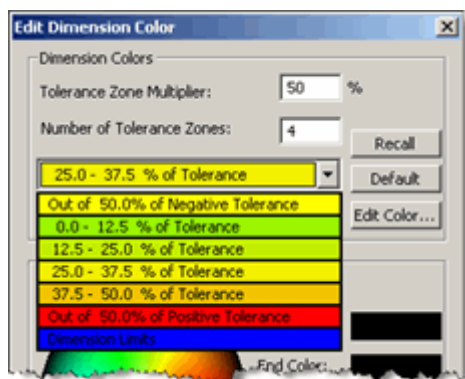 Edit Dimension Color
Dimension Colors
Tolerance Zone Multiplier: 50 %
Number of Tolerance Zones: 4
Recall
25.0 - 37.5 % of Tolerance
Default
Out of 50.0% of Negative Tolerance
Edit Color...
0.0 - 12.5 % of Tolerance
12.5 - 25.0 % of Tolerance
25.0 - 37.5 % of Tolerance
37.5 - 50.0 % of Tolerance
Out of 50.0% of Positive Tolerance
Dimension Limits
End Color: